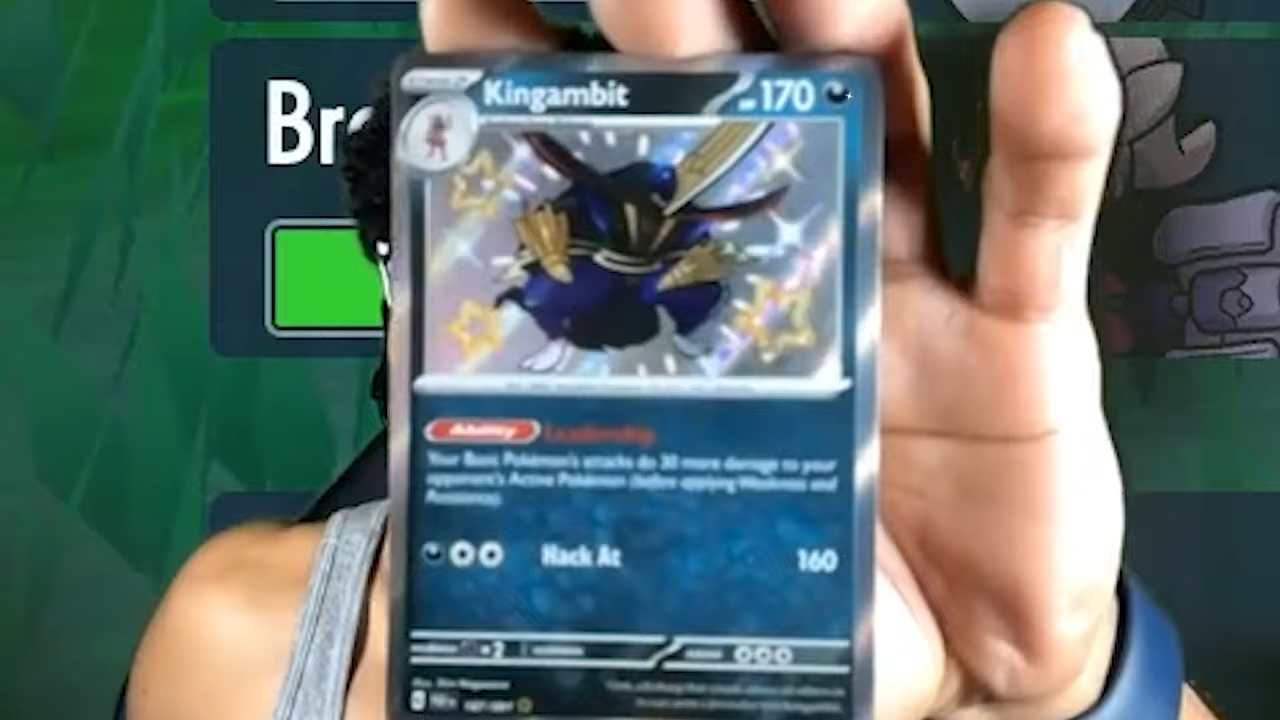 Bre
Kingambit
170
Ability Leadership
Your Basic Pokémon's attacks do 30 more damage to your
opponent's Active Pokémon (before applying Weakness and
Resistance).
Hack At 160
×2